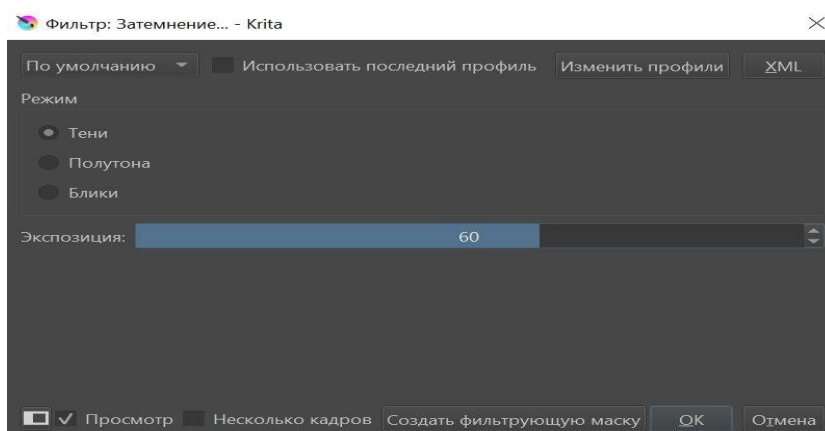 Фильтр: Затемнение... - Krita
По умолчанию Использовать последний профиль Изменить профили XML
Режим
Тени
Полутона
Блики
Экспозиция: 60
Просмотр Несколько кадров Создать фильтрующую маску OK Отмена